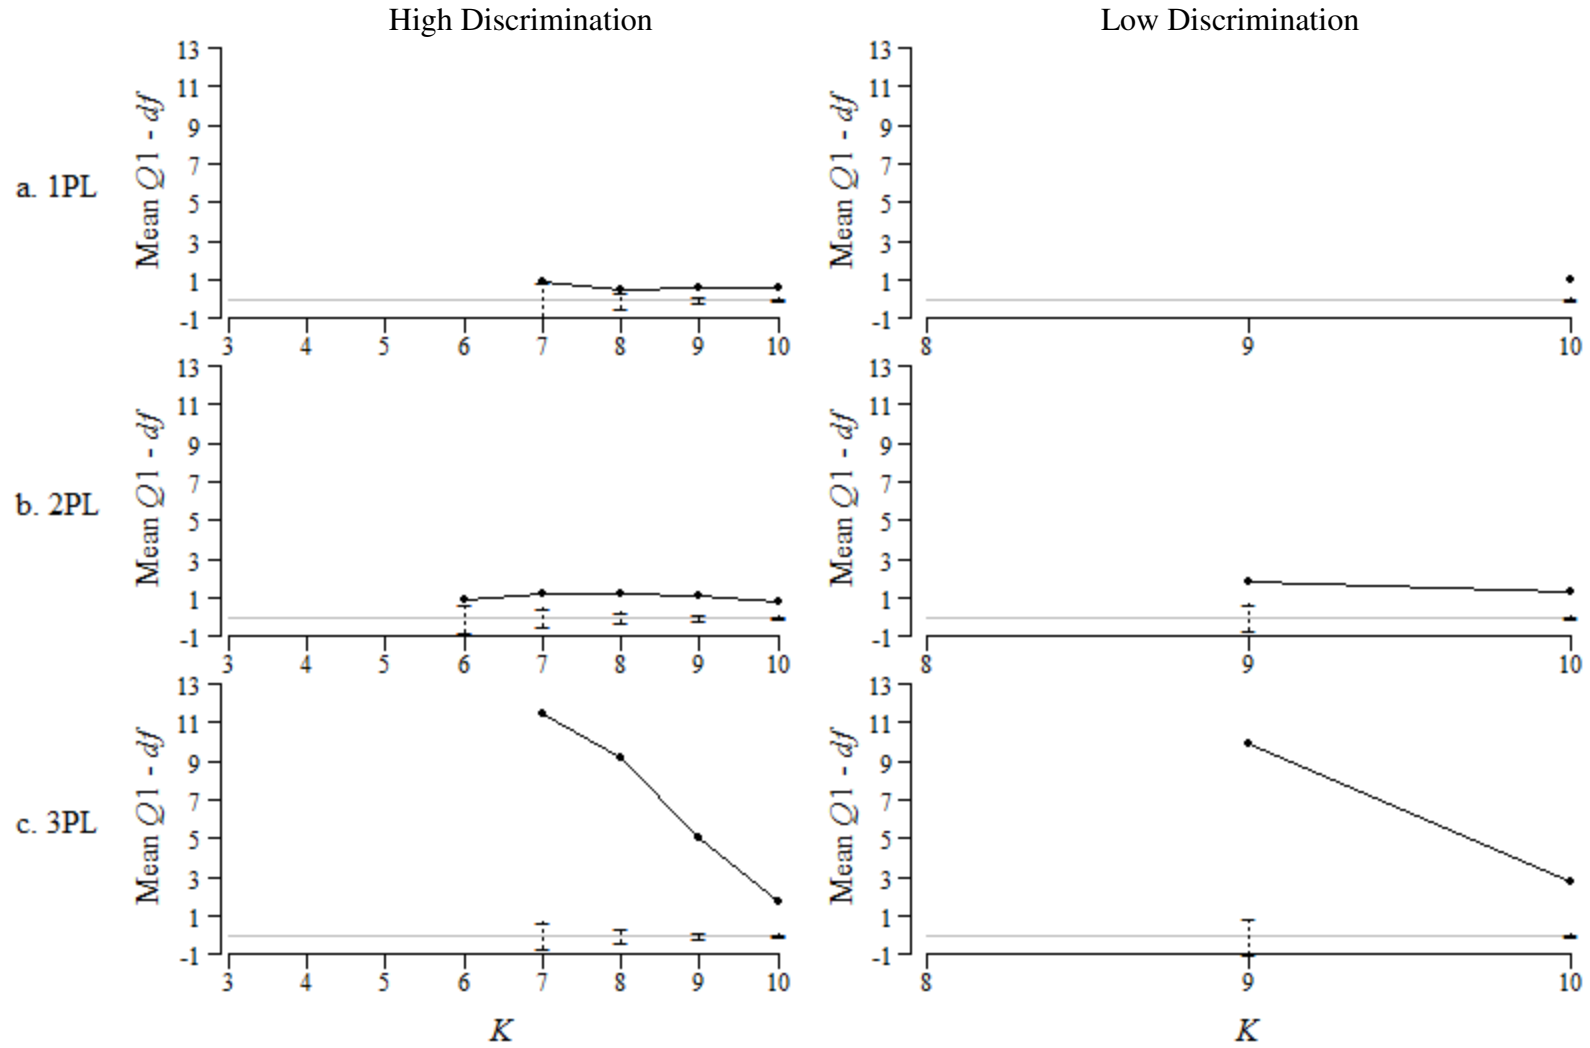 High Discrimination
Low Discrimination
a. 1PL
Mean Q1 - df
13
11
9
7
5
3
1
-1
3 4 5 6 7 8 9 10
Mean Q1 - df
13
11
9
7
5
3
1
-1
8 9 10
b. 2PL
Mean Q1 - df
13
11
9
7
5
3
1
-1
3 4 5 6 7 8 9 10
Mean Q1 - df
13
11
9
7
5
3
1
-1
8 9 10
c. 3PL
Mean Q1 - df
13
11
9
7
5
3
1
-1
3 4 5 6 7 8 9 10
K
Mean Q1 - df
13
11
9
7
5
3
1
-1
8 9 10
K